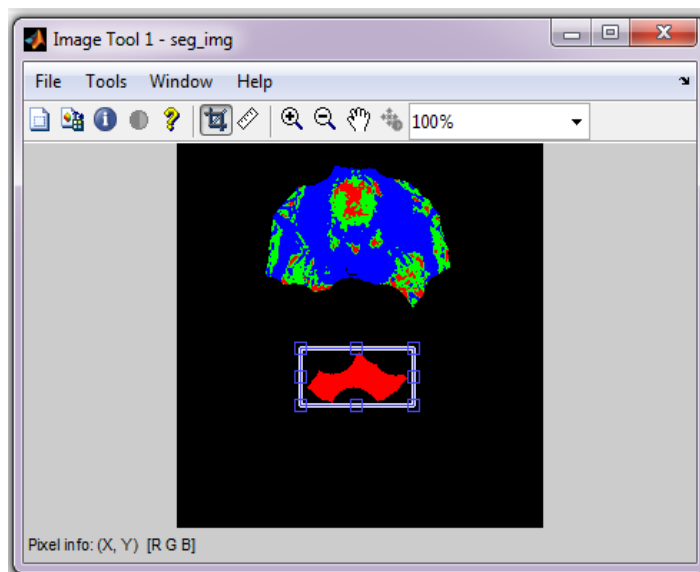 Image Tool 1 - seg_img
File Tools Window Help
100%
Pixel info: (X, Y) [R G B]